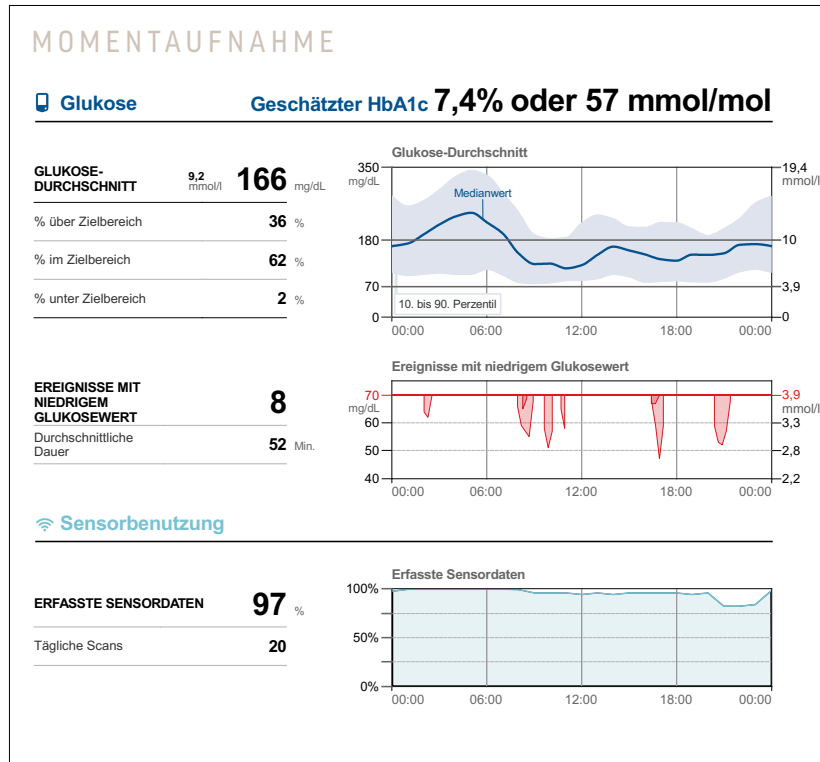 MOMENTAUFNAHME
Glukose
Geschätzter HbA1c 7,4% oder 57 mmol/mol
GLUKOSE-
DURCHSCHNITT
9,2
mmol/l
166 mg/dL
% über Zielbereich 36 %
% im Zielbereich 62 %
% unter Zielbereich 2 %
Glukose-Durchschnitt
350
mg/dL
180
70
0
19,4
mmol/l
10
3,9
0
Medianwert
10. bis 90. Perzentil
00:00 06:00 12:00 18:00 00:00
EREIGNISSE MIT
NIEDRIGEM
GLUKOSEWERT
8
Durchschnittliche
Dauer
52 Min.
Ereignisse mit niedrigem Glukosewert
70
mg/dL
60
50
40
3,9
mmol/l
3,3
2,8
2,2
00:00 06:00 12:00 18:00 00:00
Sensorbenutzung
ERFASSTE SENSORDATEN 97 %
Tägliche Scans 20
Erfasste Sensordaten
100%
50%
0%
00:00 06:00 12:00 18:00 00:00